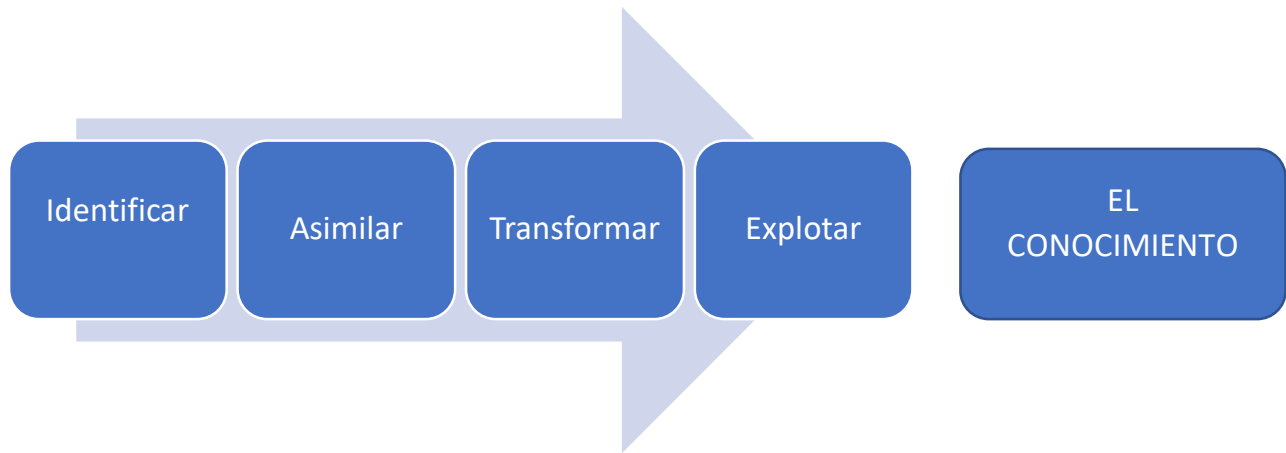 Identificar
Asimilar
Transformar
Explotar
EL
CONOCIMIENTO